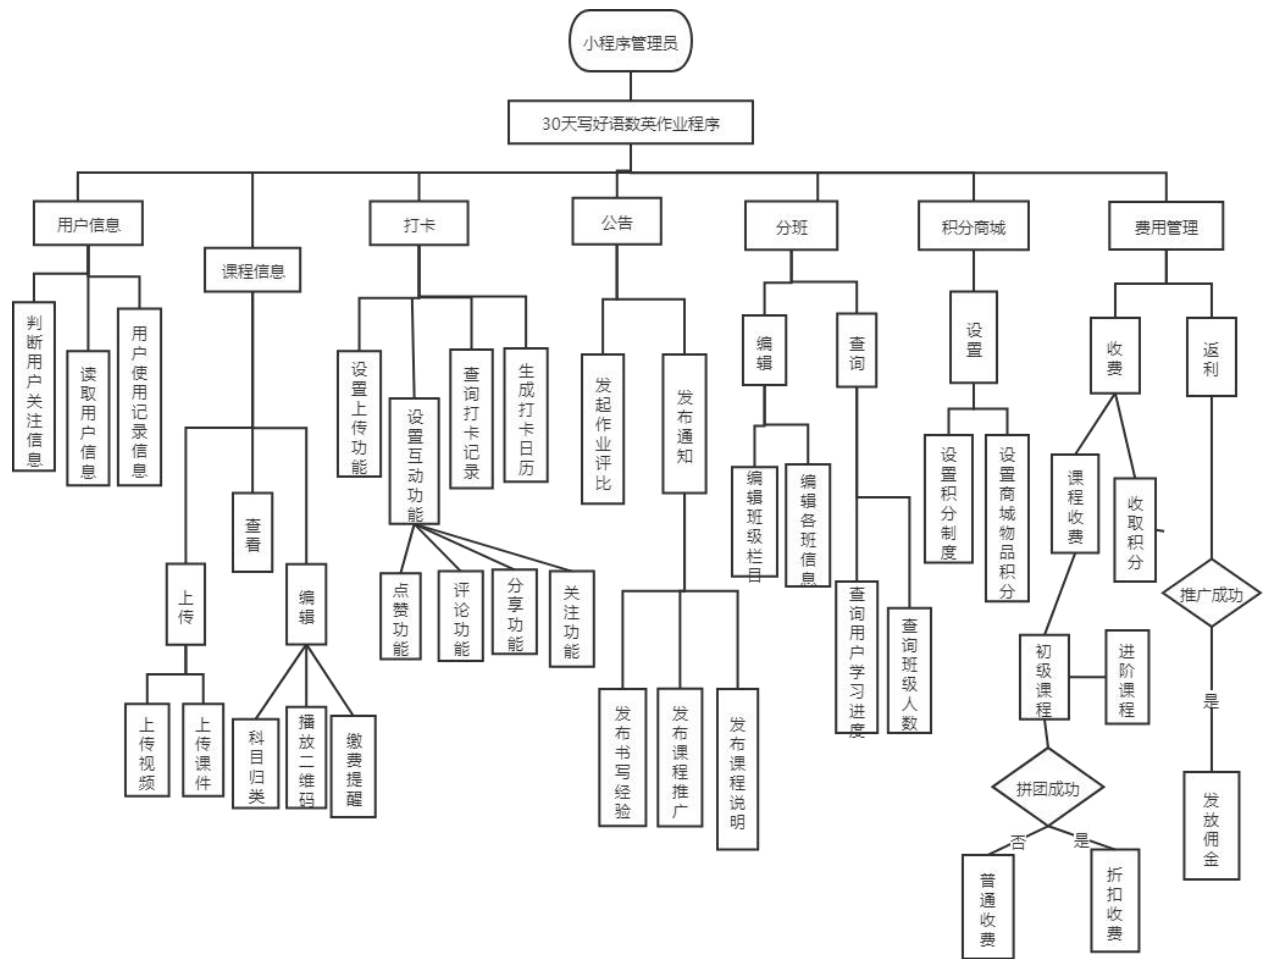 小程序管理员
30天写好语数英作业程序
用户信息
课程信息
打卡
公告
分班
积分商城
费用管理
判断用户关注信息
读取用户信息
用户使用记录信息
上传
查看
编辑
上传视频
上传课件
科目归类
播放二维码
缴费提醒
设置上传功能
设置互动功能
查询打卡记录
生成打卡日历
点赞功能
评论功能
分享功能
关注功能
发起作业评比
发布通知
发布书写经验
发布课程推广
发布课程说明
编辑
查询
编辑班级栏目
编辑各班信息
查询用户学习进度
查询班级人数
设置
设置积分制度
设置商城物品积分
收费
返利
课程收费
收取积分
初级课程
进阶课程
拼团成功
否
是
普通收费
折扣收费
推广成功
是
发放佣金